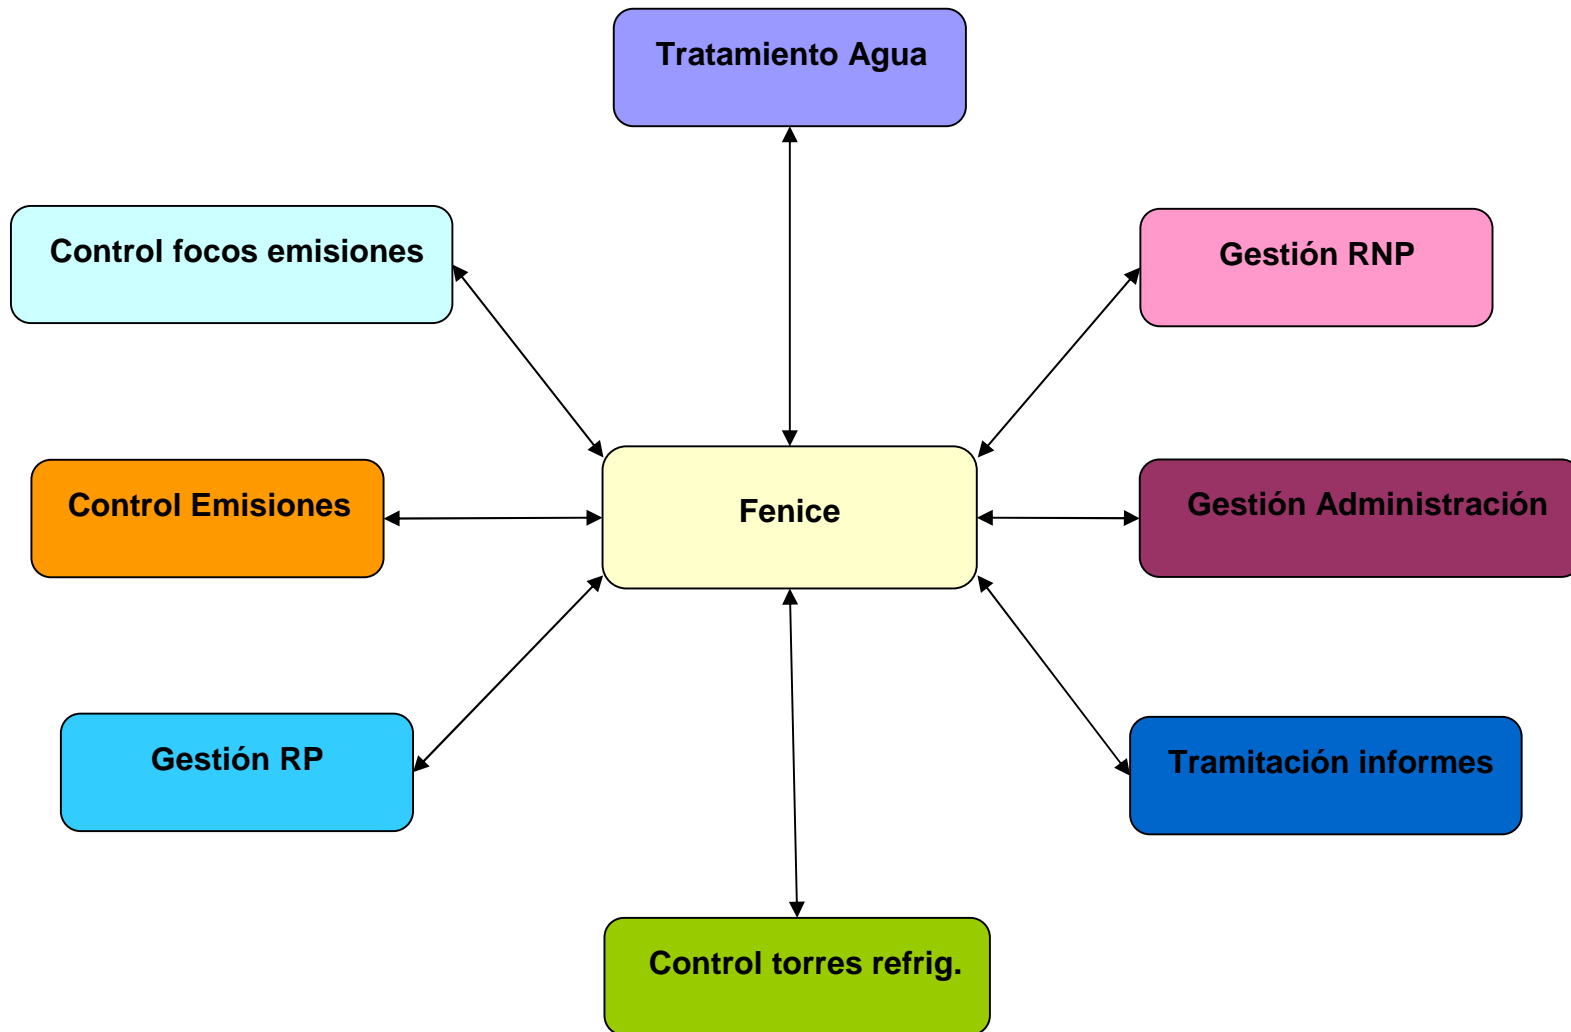 Tratamiento Agua
Control focos emisiones
Gestión RNP
Control Emisiones
Fenice
Gestión Administración
Gestión RP
Tramitación informes
Control torres refrig.